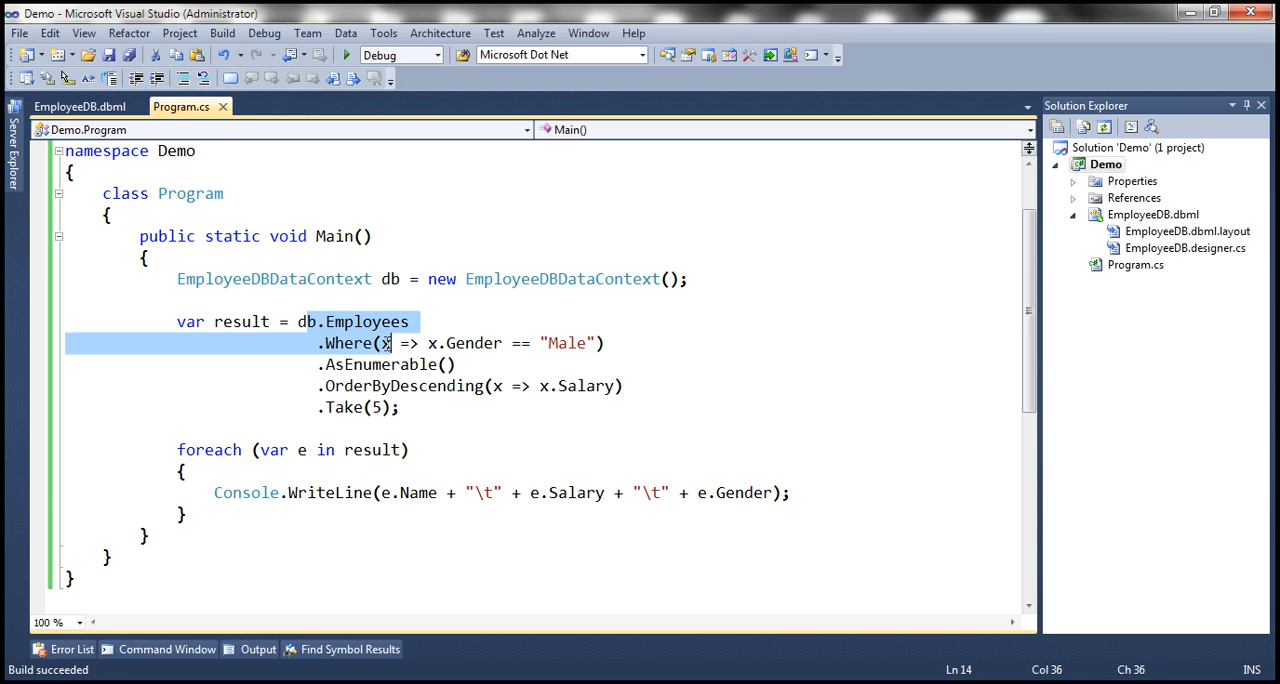 Demo - Microsoft Visual Studio (Administrator)
File Edit View Refactor Project Build Debug Team Data Tools Architecture Test Analyze Window Help
Debug Microsoft Dot Net
EmployeeDB.dbml Program.cs
Solution Explorer
Demo.Program Main()
Server Explorer
namespace Demo
{
class Program
{
public static void Main()
{
EmployeeDBDataContext db = new EmployeeDBDataContext();
var result = db.Employees
.Where(x => x.Gender == "Male")
.AsEnumerable()
.OrderByDescending(x => x.Salary)
.Take(5);
foreach (var e in result)
{
Console.WriteLine(e.Name + "\t" + e.Salary + "\t" + e.Gender);
}
}
}
}
Solution 'Demo' (1 project)
Demo
Properties
References
EmployeeDB.dbml
EmployeeDB.dbml.layout
EmployeeDB.designer.cs
Program.cs
100 %
Error List Command Window Output Find Symbol Results
Build succeeded Ln 14 Col 36 Ch 36 INS